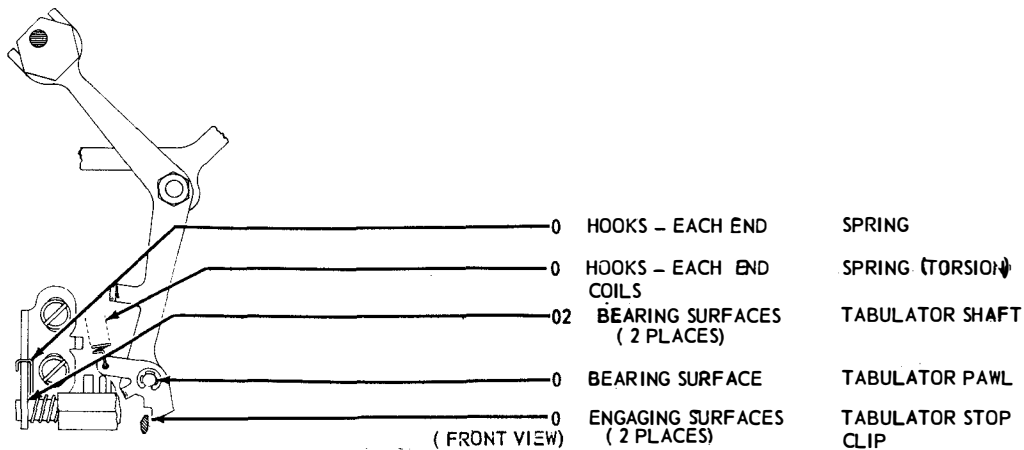 0 HOOKS – EACH END SPRING
0 HOOKS – EACH END SPRING (TORSION)
COILS
02 BEARING SURFACES TABULATOR SHAFT
( 2 PLACES)
0 BEARING SURFACE TABULATOR PAWL
0 ENGAGING SURFACES TABULATOR STOP
( FRONT VIEW) ( 2 PLACES) CLIP